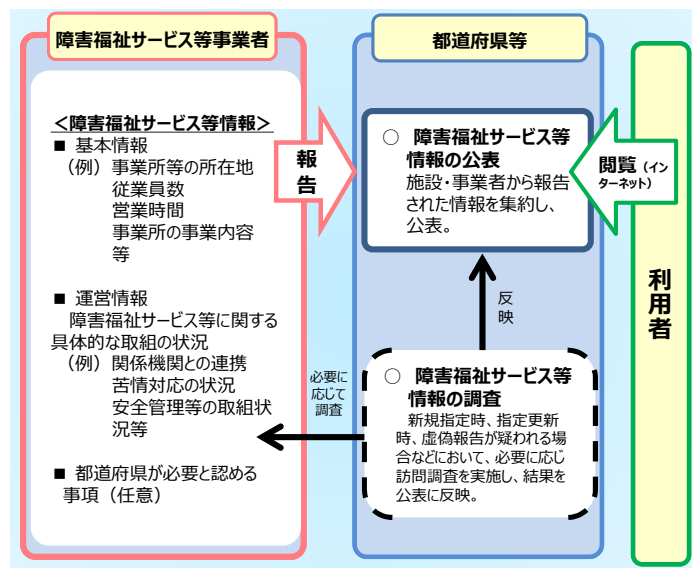 障害福祉サービス等事業者
＜障害福祉サービス等情報＞
■ 基本情報
（例）事業所等の所在地
従業員数
営業時間
事業所の事業内容
等
■ 運営情報
障害福祉サービス等に関する
具体的な取組の状況
（例）関係機関との連携
苦情対応の状況
安全管理等の取組状
況等
■ 都道府県が必要と認める
事項（任意）
報
告
都道府県等
○ 障害福祉サービス等
情報の公表
施設・事業者から報告
された情報を集約し、
公表。
反
映
必要に
応じて
調査
○ 障害福祉サービス等
情報の調査
新規指定時、指定更新
時、虚偽報告が疑われる場
合などにおいて、必要に応じ
訪問調査を実施し、結果を
公表に反映。
閲覧（イン
ターネット）
利
用
者